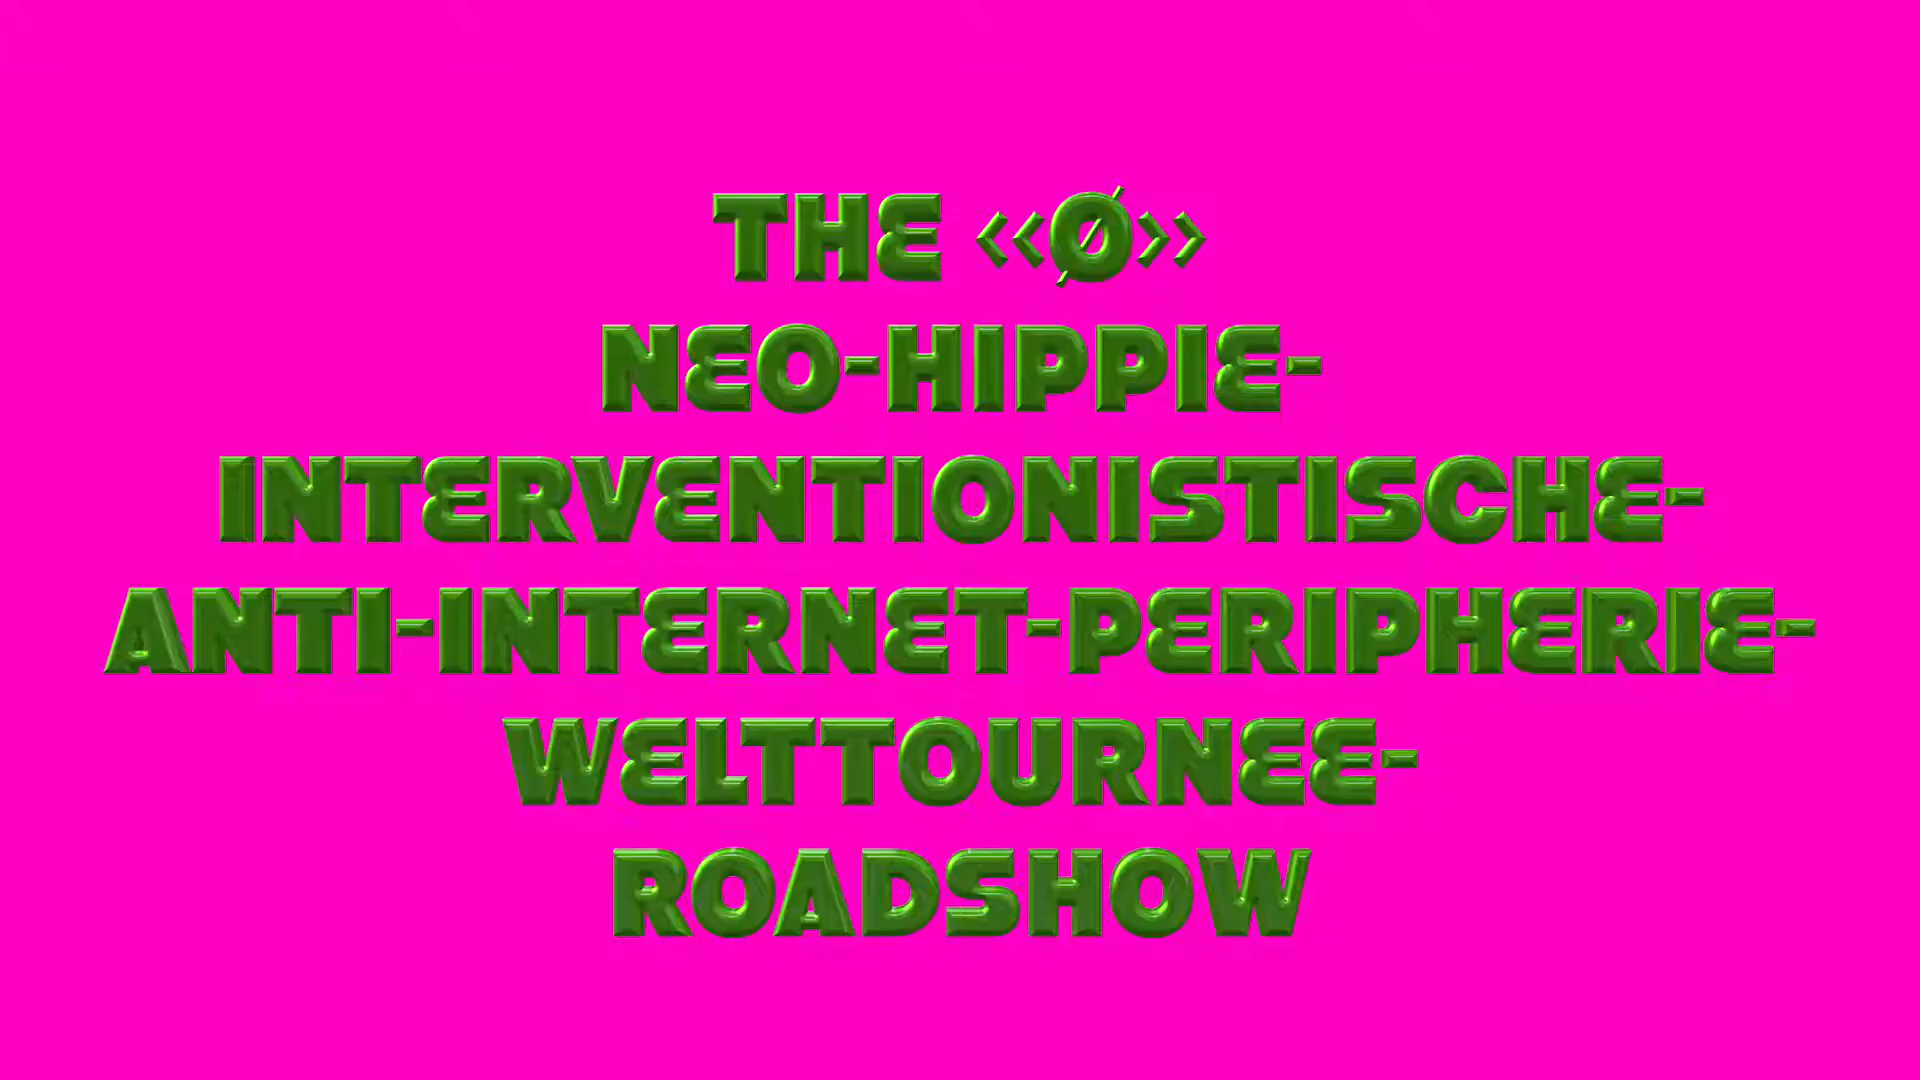 THE <<Ø>>
NEO-HIPPIE-
INTERVENTIONISTISCHE-
ANTI-INTERNET-PERIPHERIE-
WELTTOURNEE-
ROADSHOW